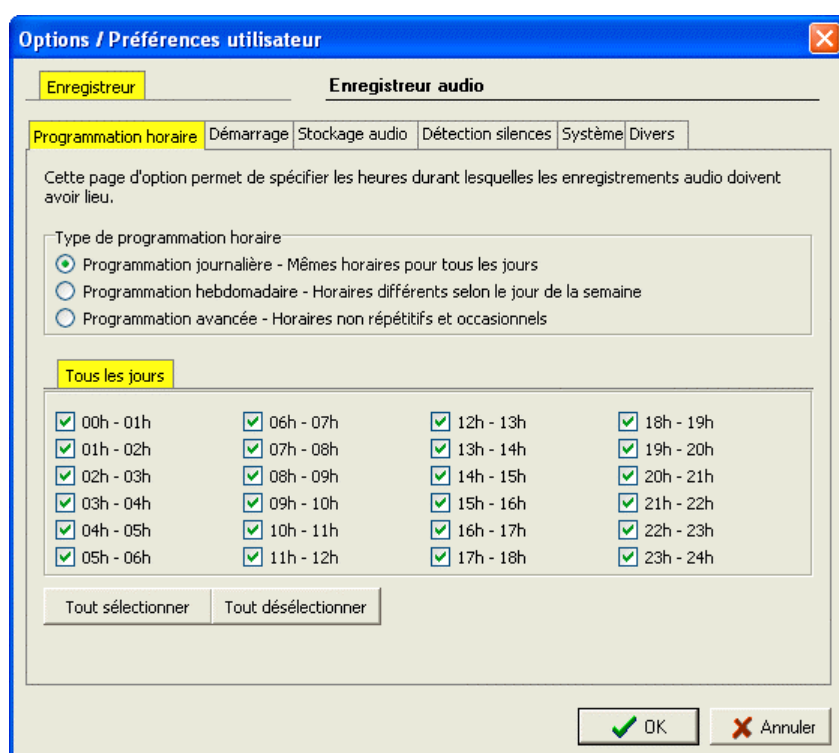 Options / Préférences utilisateur
Enregistreur
Enregistreur audio
Programmation horaire Démarrage Stockage audio Détection silences Système Divers
Cette page d'option permet de spécifier les heures durant lesquelles les enregistrements audio doivent
avoir lieu.
Type de programmation horaire
Programmation journalière - Mêmes horaires pour tous les jours
Programmation hebdomadaire - Horaires différents selon le jour de la semaine
Programmation avancée - Horaires non répétitifs et occasionnels
Tous les jours
00h - 01h 06h - 07h 12h - 13h 18h - 19h
01h - 02h 07h - 08h 13h - 14h 19h - 20h
02h - 03h 08h - 09h 14h - 15h 20h - 21h
03h - 04h 09h - 10h 15h - 16h 21h - 22h
04h - 05h 10h - 11h 16h - 17h 22h - 23h
05h - 06h 11h - 12h 17h - 18h 23h - 24h
Tout sélectionner Tout désélectionner
OK Annuler